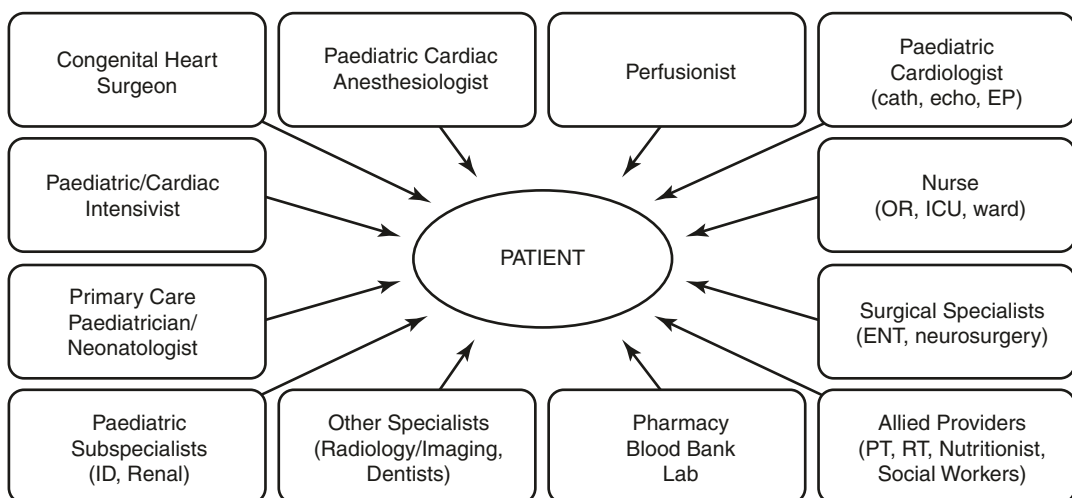 Congenital Heart
Surgeon
Paediatric Cardiac
Anesthesiologist
Perfusionist
Paediatric
Cardiologist
(cath, echo, EP)
Paediatric/Cardiac
Intensivist
Nurse
(OR, ICU, ward)
PATIENT
Primary Care
Paediatrician/
Neonatologist
Surgical Specialists
(ENT, neurosurgery)
Paediatric
Subspecialists
(ID, Renal)
Other Specialists
(Radiology/Imaging,
Dentists)
Pharmacy
Blood Bank
Lab
Allied Providers
(PT, RT, Nutritionist,
Social Workers)